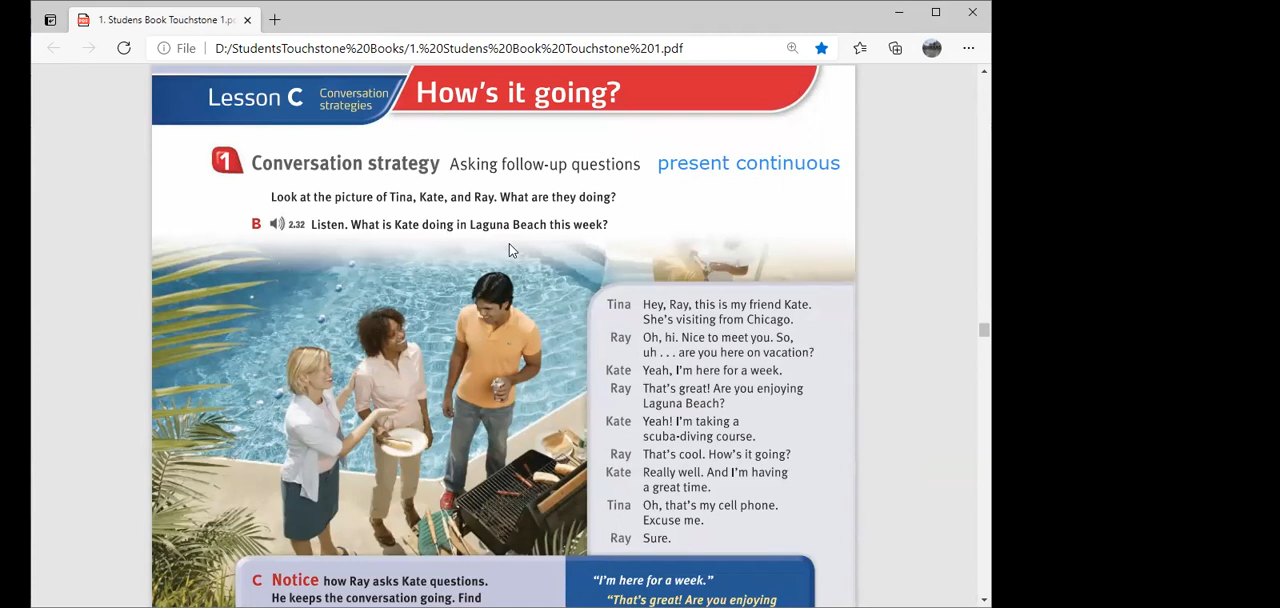 1. Studens Book Touchstone 1.pc
File
D:/StudentsTouchstone%20Books/1.%20Studens%20Book%20Touchstone%201.pdf
Lesson C
Conversation
strategies
How's it going?
1 Conversation strategy Asking follow-up questions present continuous
Look at the picture of Tina, Kate, and Ray. What are they doing?
B 2.32 Listen. What is Kate doing in Laguna Beach this week?
Tina Hey, Ray, this is my friend Kate.
She's visiting from Chicago.
Ray Oh, hi. Nice to meet you. So,
uh . . . are you here on vacation?
Kate Yeah, I'm here for a week.
Ray That's great! Are you enjoying
Laguna Beach?
Kate Yeah! I'm taking a
scuba-diving course.
Ray That's cool. How's it going?
Kate Really well. And I'm having
a great time.
Tina Oh, that's my cell phone.
Excuse me.
Ray Sure.
C Notice how Ray asks Kate questions.
He keeps the conversation going. Find
"I'm here for a week."
"That's great! Are you enjoying